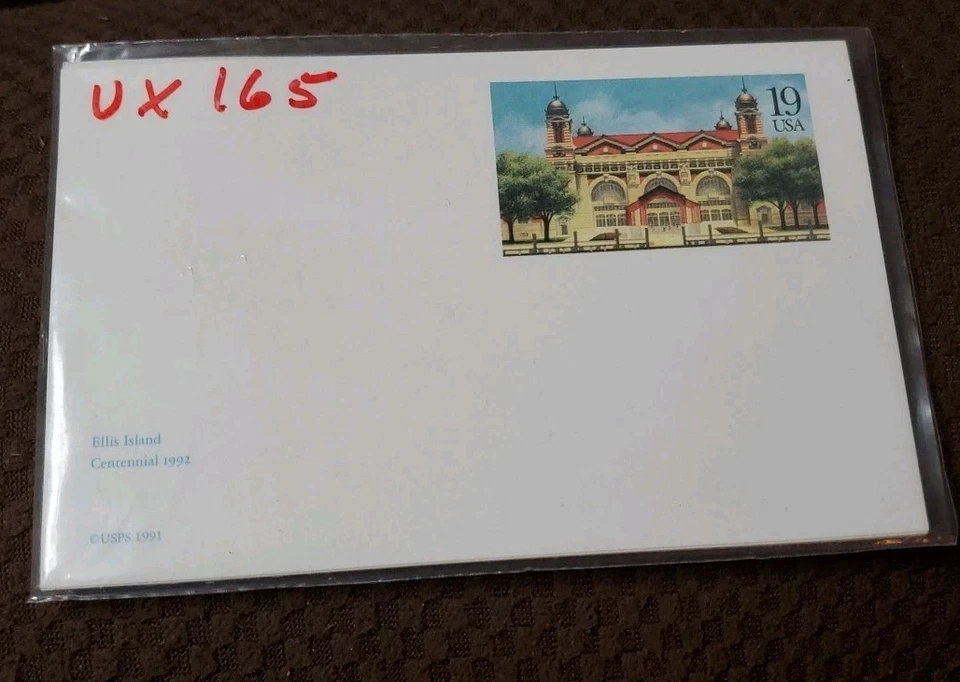 UX 165
19
USA
Ellis Island
Centennial 1992
©USPS 1991